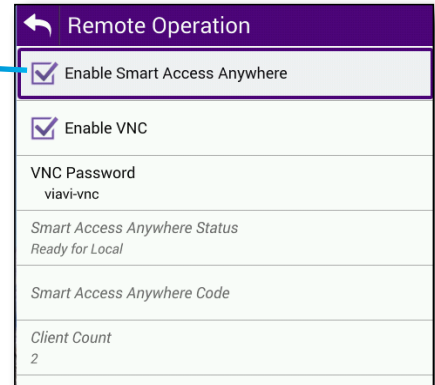 Remote Operation
Enable Smart Access Anywhere
Enable VNC
VNC Password
viavi-vnc
Smart Access Anywhere Status
Ready for Local
Smart Access Anywhere Code
Client Count
2